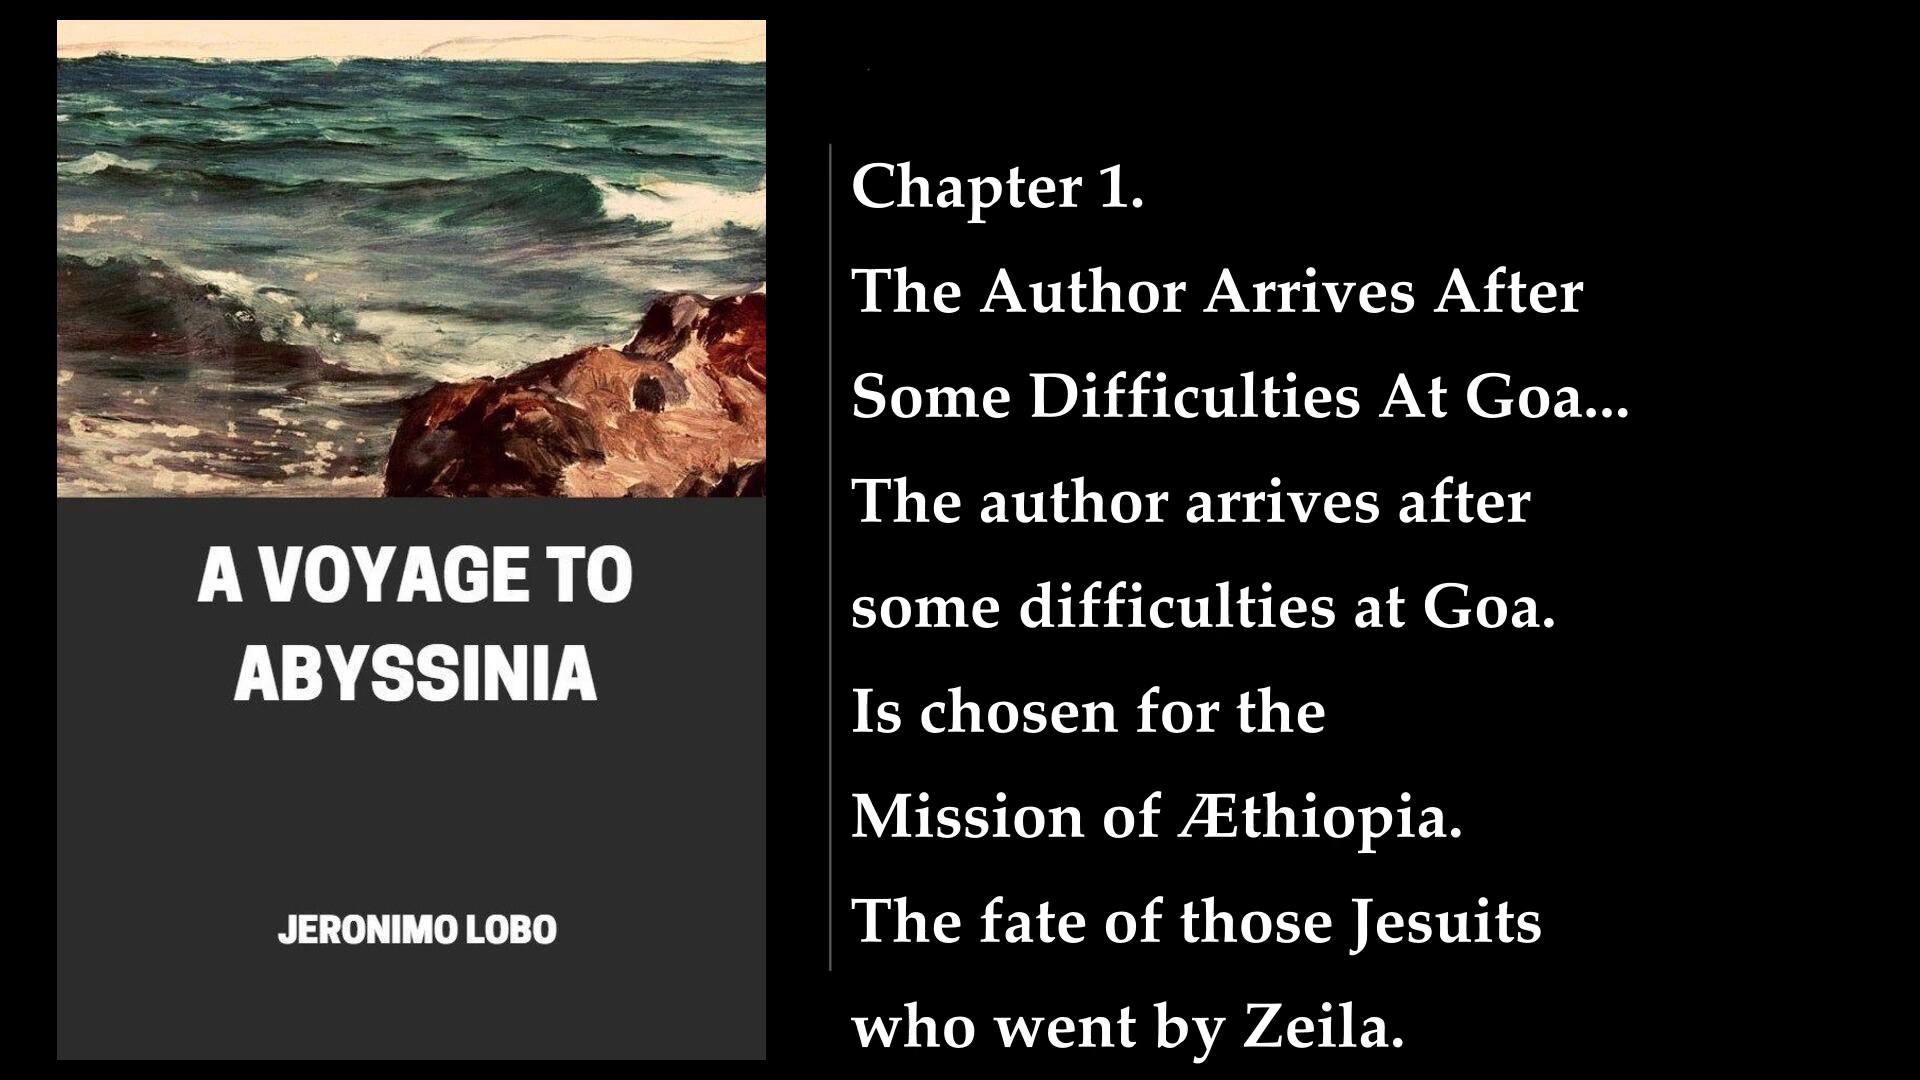 A VOYAGE TO
ABYSSINIA
JERONIMO LOBO
Chapter 1.
The Author Arrives After
Some Difficulties At Goa...
The author arrives after
some difficulties at Goa.
Is chosen for the
Mission of Æthiopia.
The fate of those Jesuits
who went by Zeila.